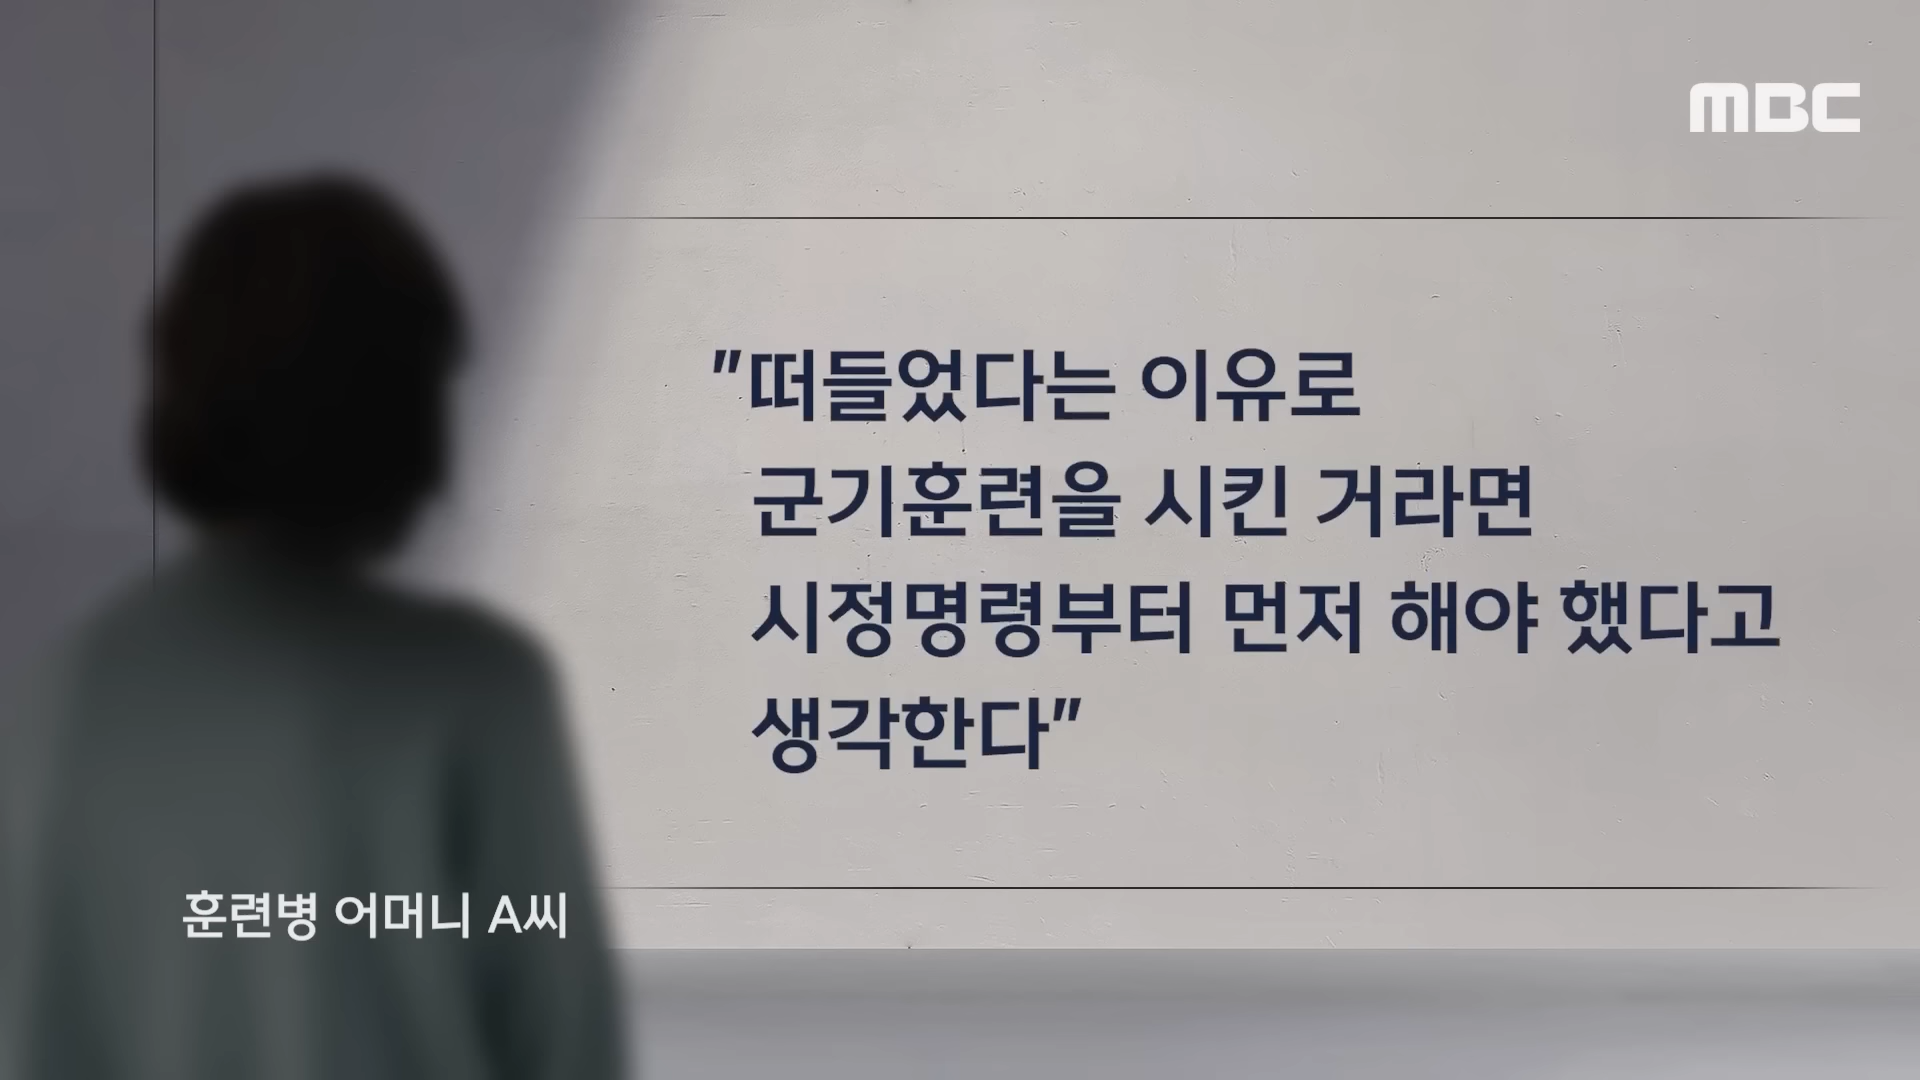 MBC
"떠들었다는 이유로
군기훈련을 시킨 거라면
시정명령부터 먼저 해야 했다고
생각한다"
훈련병 어머니 A씨